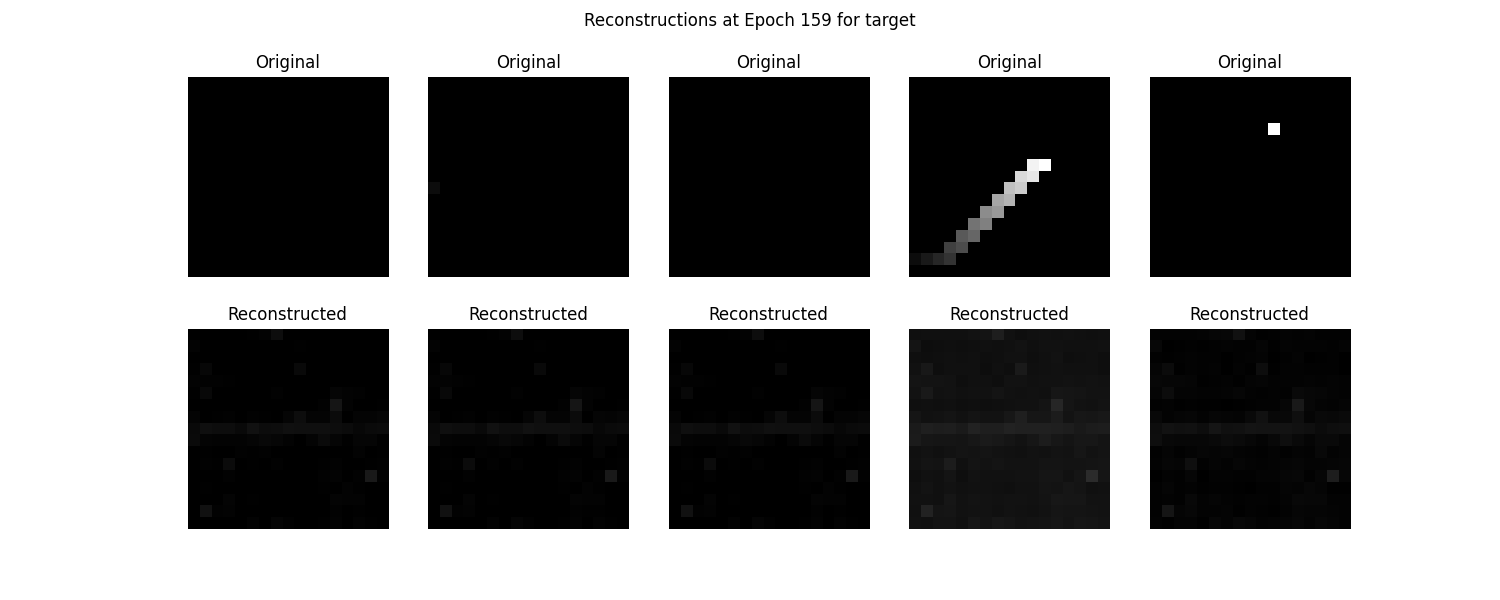 Reconstructions at Epoch 159 for target
Original Original Original Original Original
Reconstructed Reconstructed Reconstructed Reconstructed Reconstructed